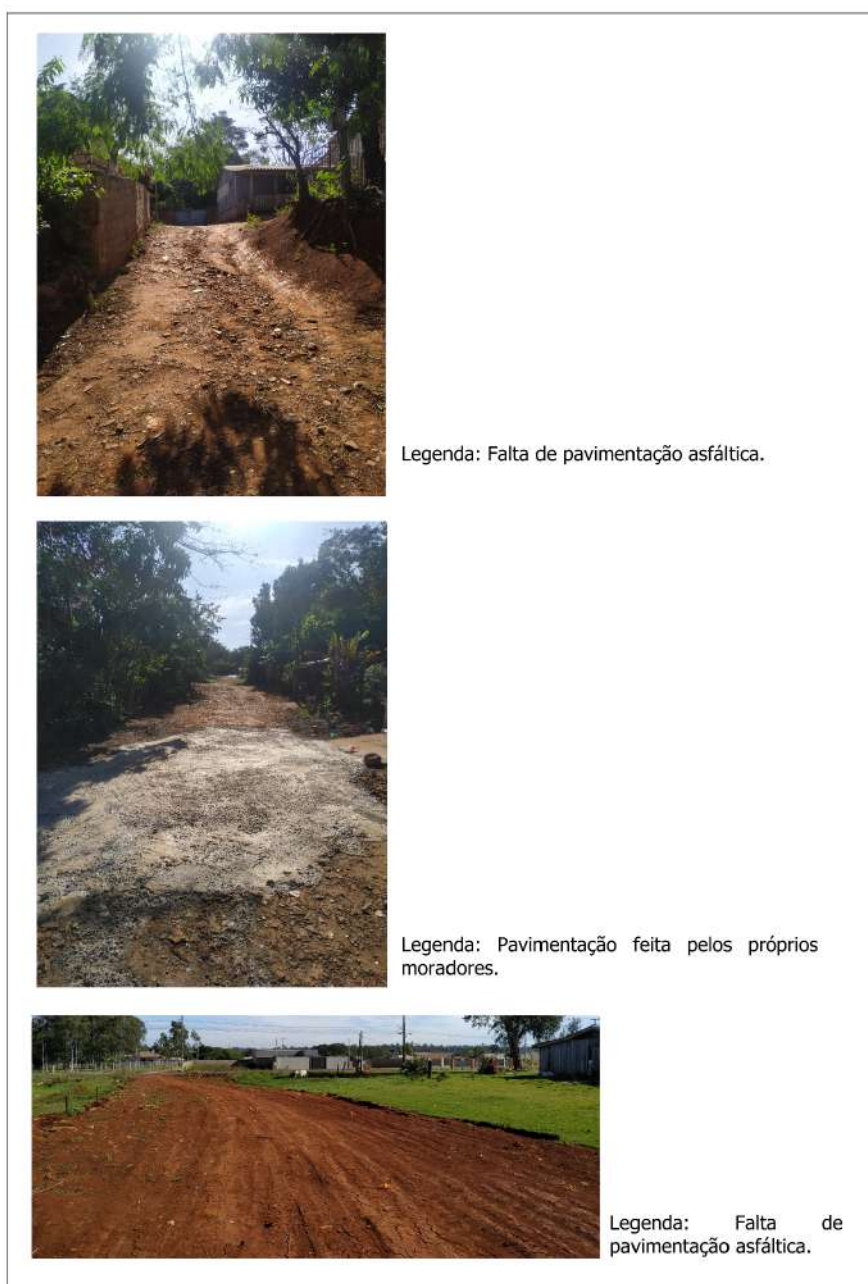 Legenda: Falta de pavimentação asfáltica.
Legenda: Pavimentação feita pelos próprios
moradores.
Legenda: Falta de
pavimentação asfáltica.